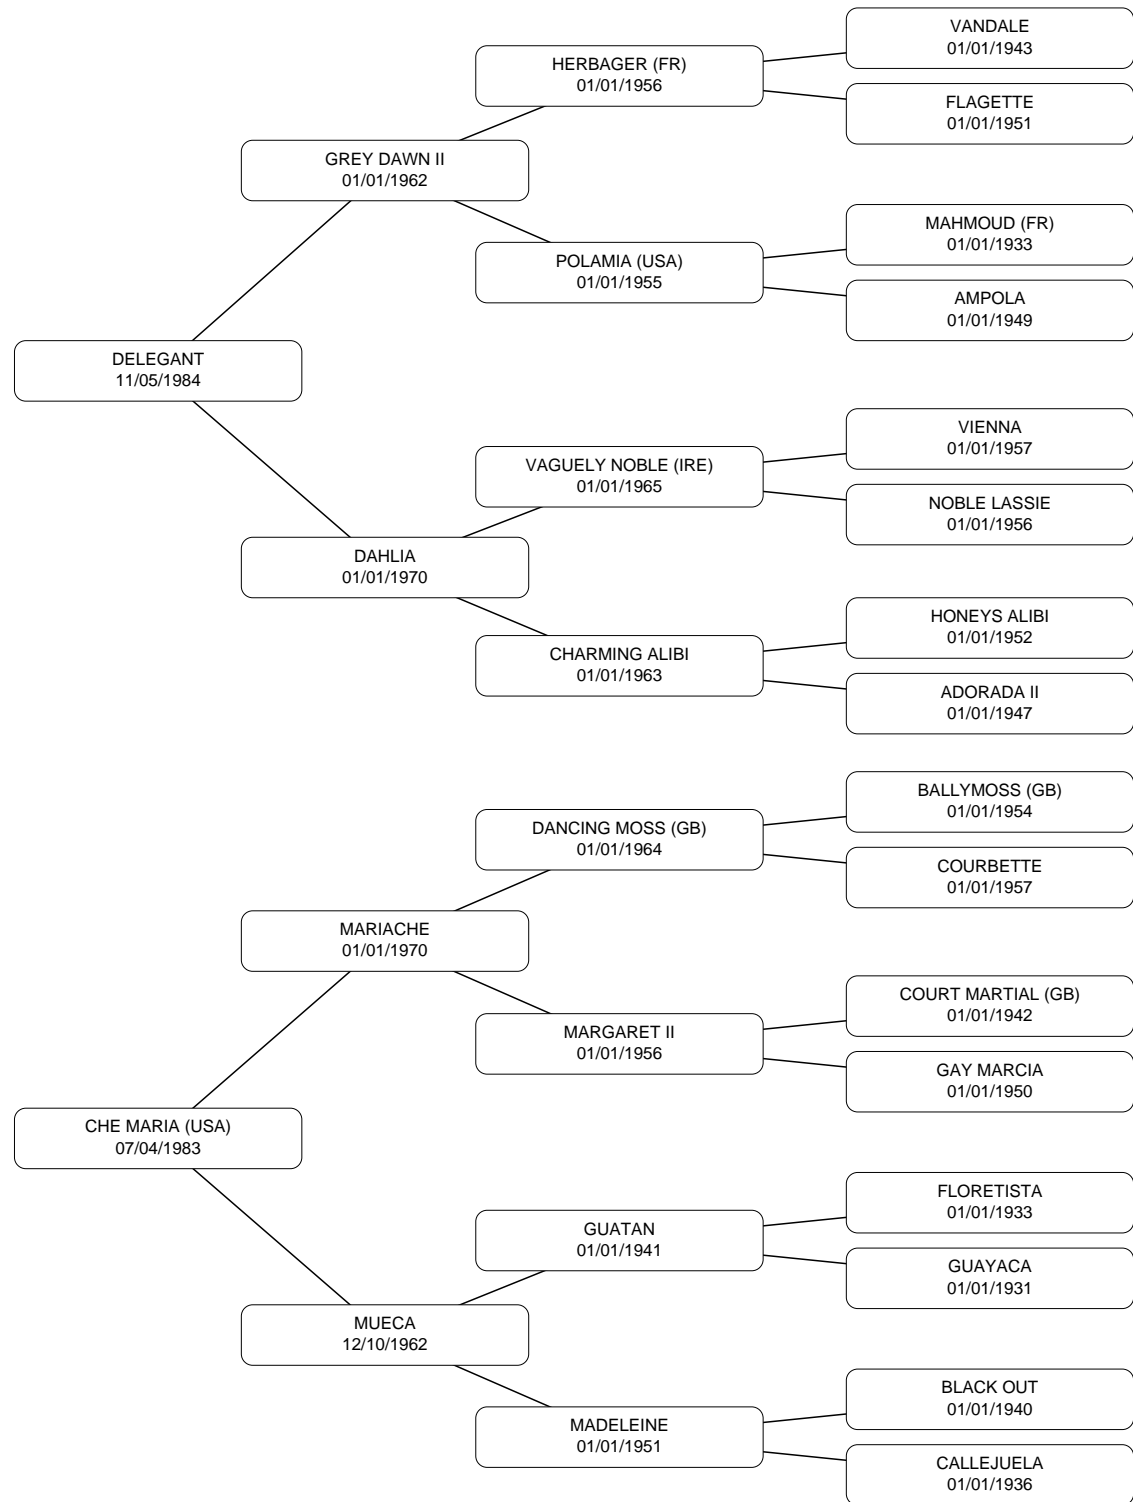 VANDALE
01/01/1943
HERBAGER (FR)
01/01/1956
FLAGETTE
01/01/1951
GREY DAWN II
01/01/1962
MAHMOUD (FR)
01/01/1933
POLAMIA (USA)
01/01/1955
AMPOLA
01/01/1949
DELEGANT
11/05/1984
VIENNA
01/01/1957
VAGUELY NOBLE (IRE)
01/01/1965
NOBLE LASSIE
01/01/1956
DAHLIA
01/01/1970
HONEYS ALIBI
01/01/1952
CHARMING ALIBI
01/01/1963
ADORADA II
01/01/1947
BALLYMOSS (GB)
01/01/1954
DANCING MOSS (GB)
01/01/1964
COURBETTE
01/01/1957
MARIACHE
01/01/1970
COURT MARTIAL (GB)
01/01/1942
MARGARET II
01/01/1956
GAY MARCIA
01/01/1950
CHE MARIA (USA)
07/04/1983
FLORETISTA
01/01/1933
GUATAN
01/01/1941
GUAYACA
01/01/1931
MUECA
12/10/1962
BLACK OUT
01/01/1940
MADELEINE
01/01/1951
CALLEJUELA
01/01/1936